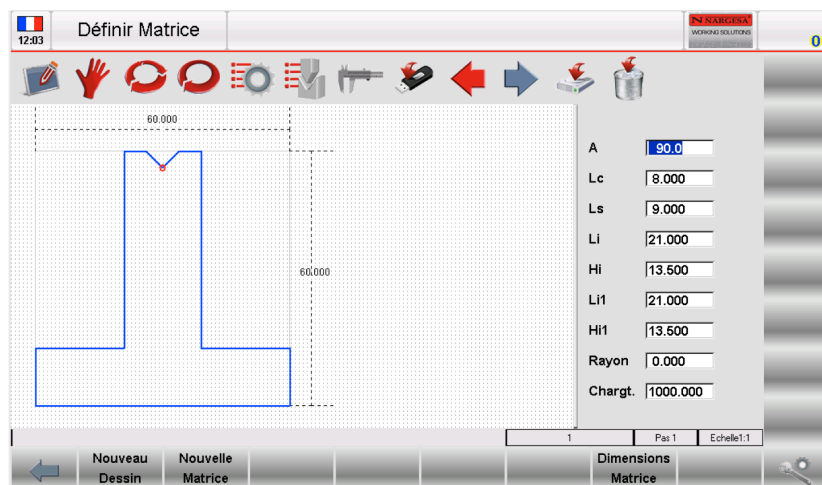 12:03
Définir Matrice
N NARGESA
WORKING SOLUTIONS
0
60.000
60.000
A 90.0
Lc 8.000
Ls 9.000
Li 21.000
Hi 13.500
Li1 21.000
Hi1 13.500
Rayon 0.000
Chargt. 1000.000
1 Pas 1 Echelle1:1
Nouveau Dessin
Nouvelle Matrice
Dimensions Matrice